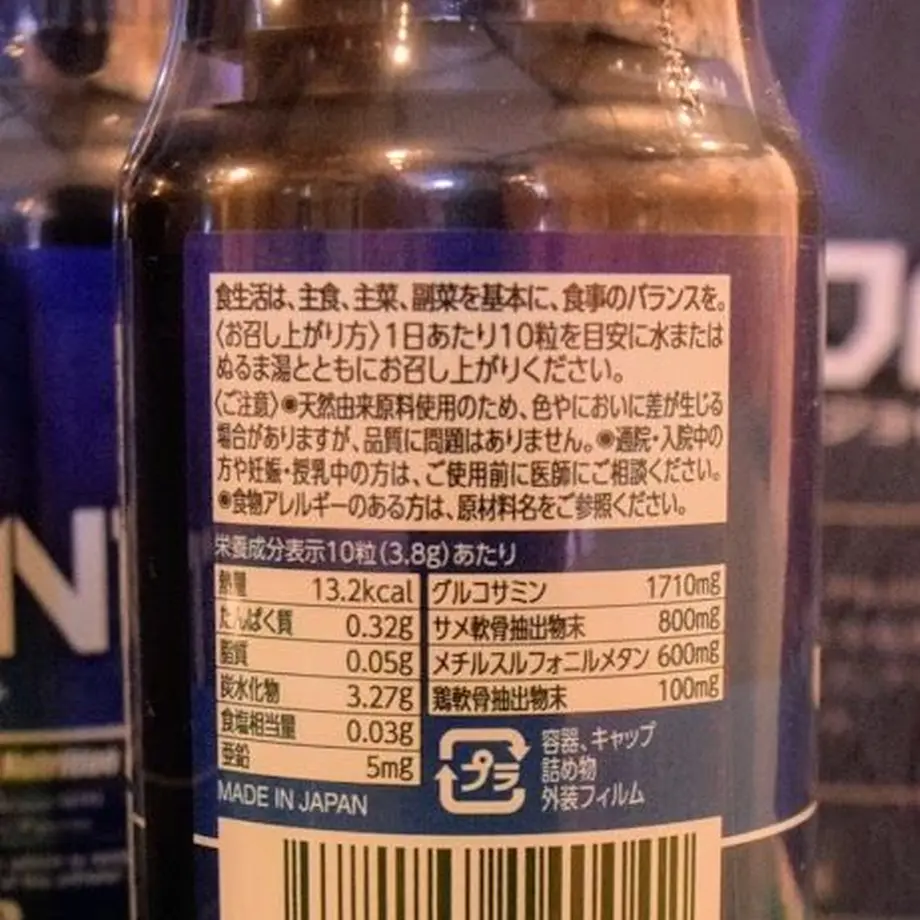 食生活は、主食、主菜、副菜を基本に、食事のバランスを。
〈お召し上がり方〉1日あたり10粒を目安に水または
ぬるま湯とともにお召し上がりください。
〈ご注意〉◉天然由来原料使用のため、色やにおいに差が生じる
場合がありますが、品質に問題はありません。◉通院・入院中の
方や妊娠・授乳中の方は、ご使用前に医師にご相談ください。
◉食物アレルギーのある方は、原材料名をご参照ください。
栄養成分表示10粒(3.8g)あたり
熱量 13.2kcal
たんぱく質 0.32g
脂質 0.05g
炭水化物 3.27g
食塩相当量 0.03g
亜鉛 5mg
グルコサミン 1710mg
サメ軟骨抽出物末 800mg
メチルスルフォニルメタン 600mg
鶏軟骨抽出物末 100mg
プラ
容器、キャップ
詰め物
外装フィルム
MADE IN JAPAN